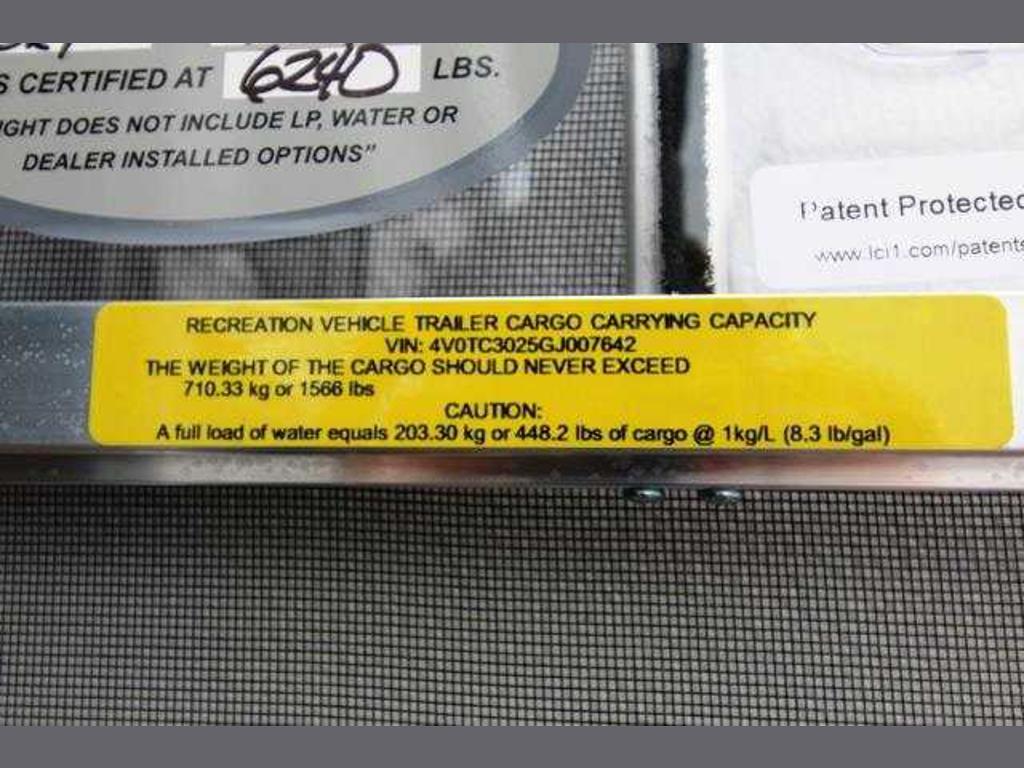 S CERTIFIED AT 6240 LBS.
IGHT DOES NOT INCLUDE LP, WATER OR
DEALER INSTALLED OPTIONS"
Patent Protected
www.lci1.com/patents
RECREATION VEHICLE TRAILER CARGO CARRYING CAPACITY
VIN: 4V0TC3025GJ007642
THE WEIGHT OF THE CARGO SHOULD NEVER EXCEED
710.33 kg or 1566 lbs
CAUTION:
A full load of water equals 203.30 kg or 448.2 lbs of cargo @ 1kg/L (8.3 lb/gal)